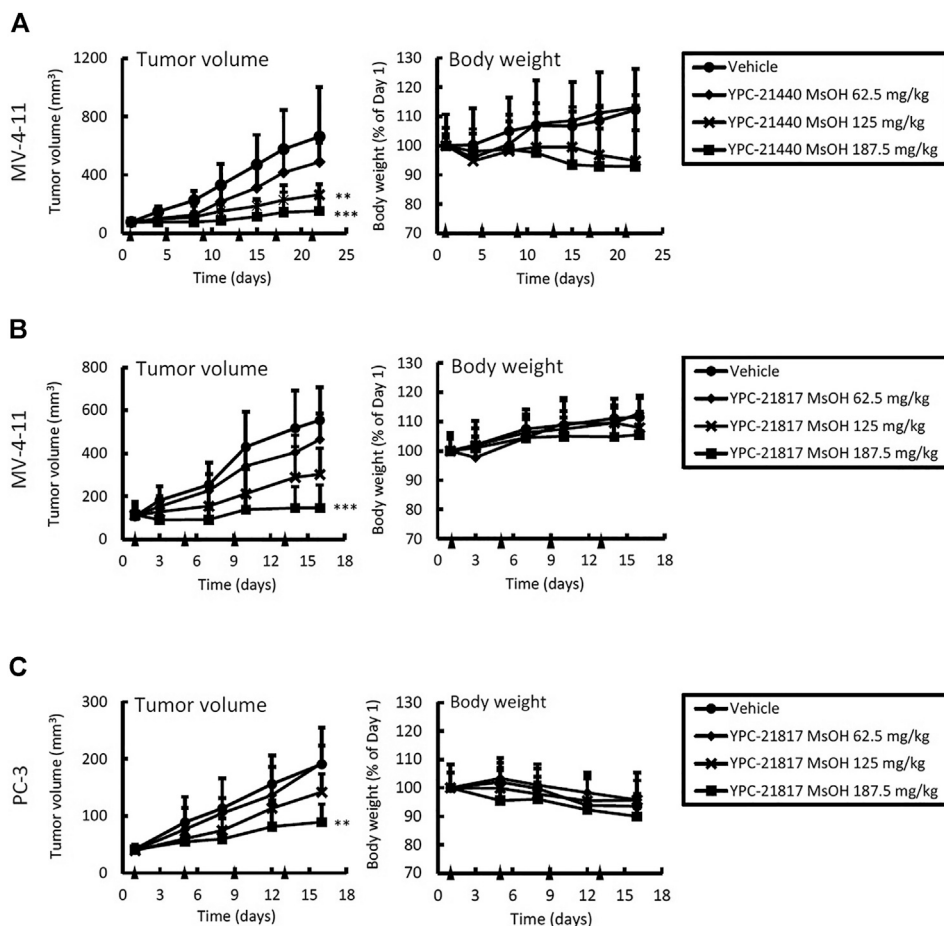 A
MV-4-11
Tumor volume
Tumor volume (mm³)
1200
800
400
0
0 5 10 15 20 25
Time (days)
**
***
Body weight
Body weight (% of Day 1)
130
120
110
100
90
80
70
0 5 10 15 20 25
Time (days)
Vehicle
YPC-21440 MsOH 62.5 mg/kg
YPC-21440 MsOH 125 mg/kg
YPC-21440 MsOH 187.5 mg/kg
B
MV-4-11
Tumor volume
Tumor volume (mm³)
800
600
400
200
0
0 3 6 9 12 15 18
Time (days)
***
Body weight
Body weight (% of Day 1)
130
120
110
100
90
80
70
0 3 6 9 12 15 18
Time (days)
Vehicle
YPC-21817 MsOH 62.5 mg/kg
YPC-21817 MsOH 125 mg/kg
YPC-21817 MsOH 187.5 mg/kg
C
PC-3
Tumor volume
Tumor volume (mm³)
300
200
100
0
0 3 6 9 12 15 18
Time (days)
**
Body weight
Body weight (% of Day 1)
130
120
110
100
90
80
70
0 3 6 9 12 15 18
Time (days)
Vehicle
YPC-21817 MsOH 62.5 mg/kg
YPC-21817 MsOH 125 mg/kg
YPC-21817 MsOH 187.5 mg/kg